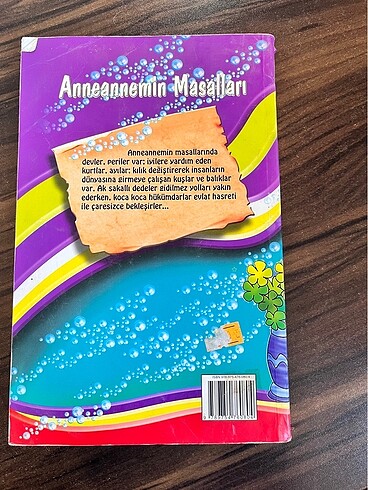 Anneannemin Masalları
Anneannemin masallarında
devler, periler var; iyilere yardım eden
kurtlar, ayılar; kılık değiştirerek insanların
dünyasına girmeye çalışan kuşlar ve balıklar
var. Ak sakallı dedeler gidilmez yolları yakın
ederken, koca koca hükümdarlar evlat hasreti
ile çaresizce bekleşirler...